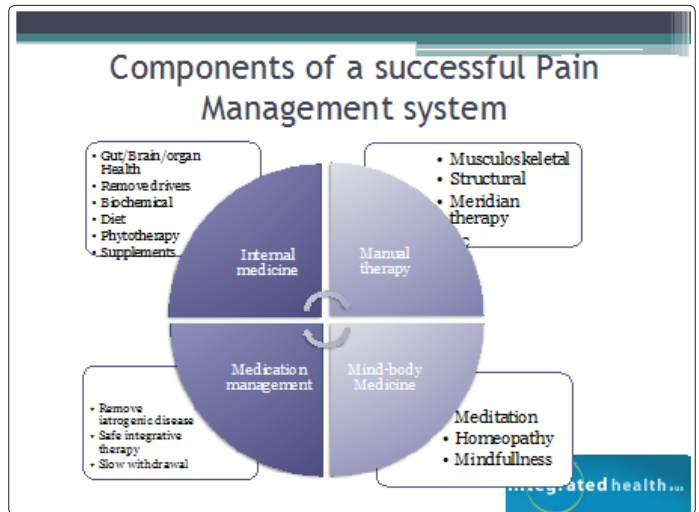 Components of a successful Pain
Management system
• Gut/Brain/organ
Health
• Remove drivers
• Biochemical
• Diet
• Phytotherapy
• Supplements
• Musculoskeletal
• Structural
• Meridian
therapy
Internal
medicine
Manual
therapy
Medication
management
Mind-body
Medicine
• Remove
iatrogenic disease
• Safe integrative
therapy
• Slow withdrawal
Meditation
• Homeopathy
• Mindfullness
integrated health